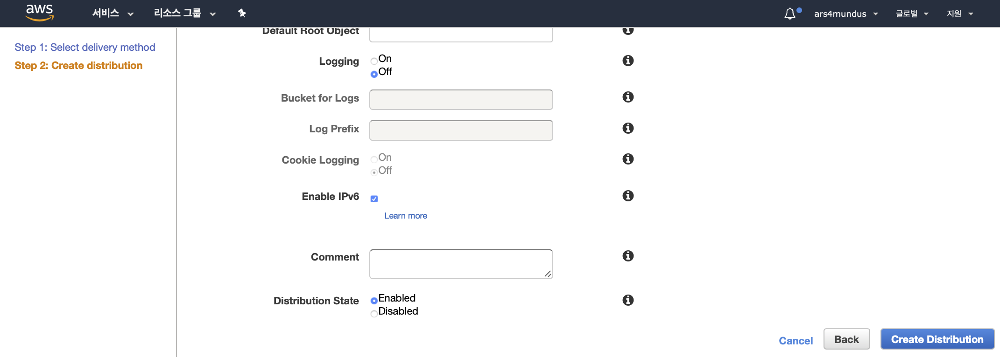 aws 서비스 리소스 그룹 ars4mundus 글로벌 지원
Step 1: Select delivery method
Step 2: Create distribution
Default Root Object
Logging
On
Off
Bucket for Logs
Log Prefix
Cookie Logging
On
Off
Enable IPv6
Learn more
Comment
Distribution State
Enabled
Disabled
Cancel Back Create Distribution